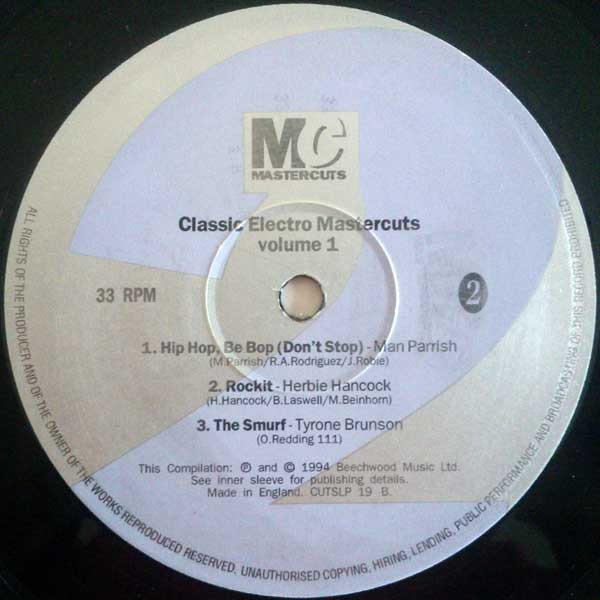 MC
MASTERCUTS
Classic Electro Mastercuts
volume 1
33 RPM
2
1. Hip Hop, Be Bop (Don't Stop) - Man Parrish
(M.Parrish/R.A.Rodriguez/J.Robie)
2. Rockit - Herbie Hancock
(H.Hancock/B.Laswell/M.Beinhorn)
3. The Smurf - Tyrone Brunson
(O.Redding 111)
This Compilation: ℗ and © 1994 Beechwood Music Ltd.
See inner sleeve for publishing details.
Made in England. CUTSLP 19 B.
ALL RIGHTS OF THE PRODUCER AND OF THE OWNER OF THE WORKS REPRODUCED RESERVED. UNAUTHORISED COPYING, HIRING, LENDING, PUBLIC PERFORMANCE AND BROADCASTING OF THIS RECORD PROHIBITED